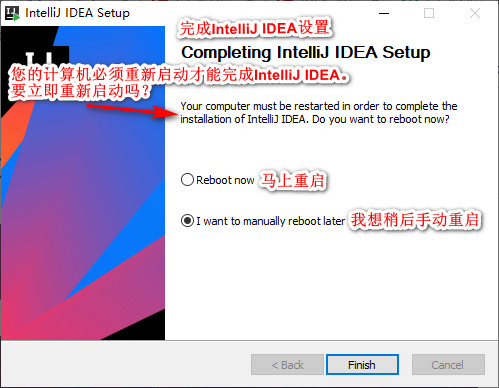 IntelliJ IDEA Setup
完成IntelliJ IDEA设置
Completing IntelliJ IDEA Setup
您的计算机必须重新启动才能完成IntelliJ IDEA。
要立即重新启动吗？
Your computer must be restarted in order to complete the
installation of IntelliJ IDEA. Do you want to reboot now?
Reboot now 马上重启
I want to manually reboot later 我想稍后手动重启
< Back Finish Cancel